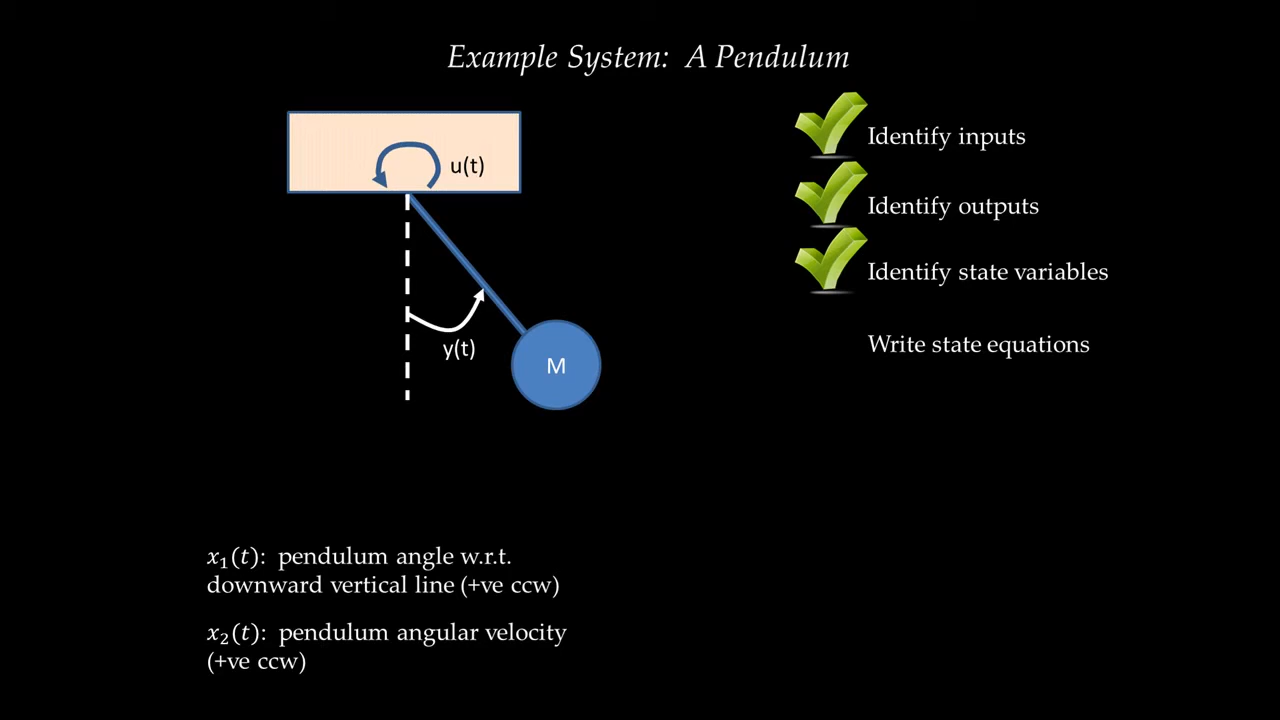 Example System: A Pendulum
u(t)
y(t)
M
Identify inputs
Identify outputs
Identify state variables
Write state equations
x₁(t): pendulum angle w.r.t.
downward vertical line (+ve ccw)
x₂(t): pendulum angular velocity
(+ve ccw)